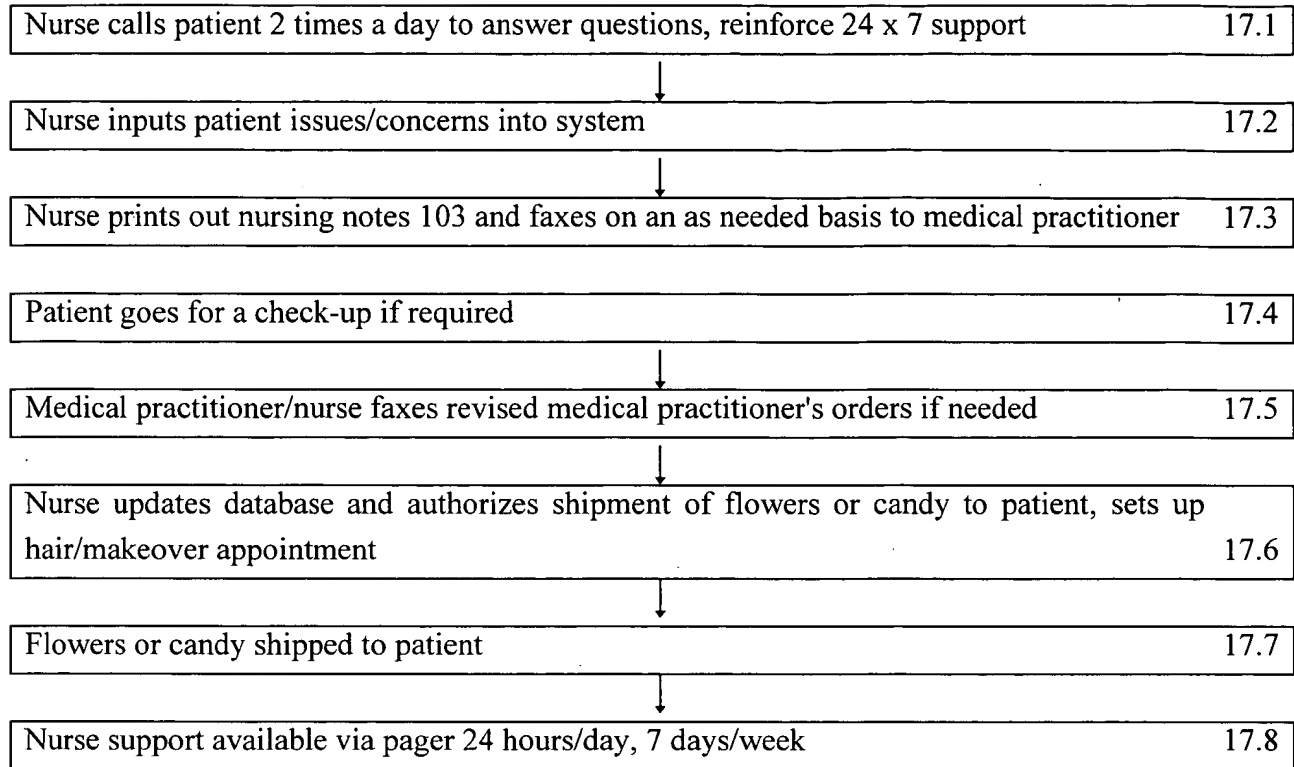 Nurse calls patient 2 times a day to answer questions, reinforce 24 x 7 support 17.1
Nurse inputs patient issues/concerns into system 17.2
Nurse prints out nursing notes 103 and faxes on an as needed basis to medical practitioner 17.3
Patient goes for a check-up if required 17.4
Medical practitioner/nurse faxes revised medical practitioner's orders if needed 17.5
Nurse updates database and authorizes shipment of flowers or candy to patient, sets up
hair/makeover appointment 17.6
Flowers or candy shipped to patient 17.7
Nurse support available via pager 24 hours/day, 7 days/week 17.8